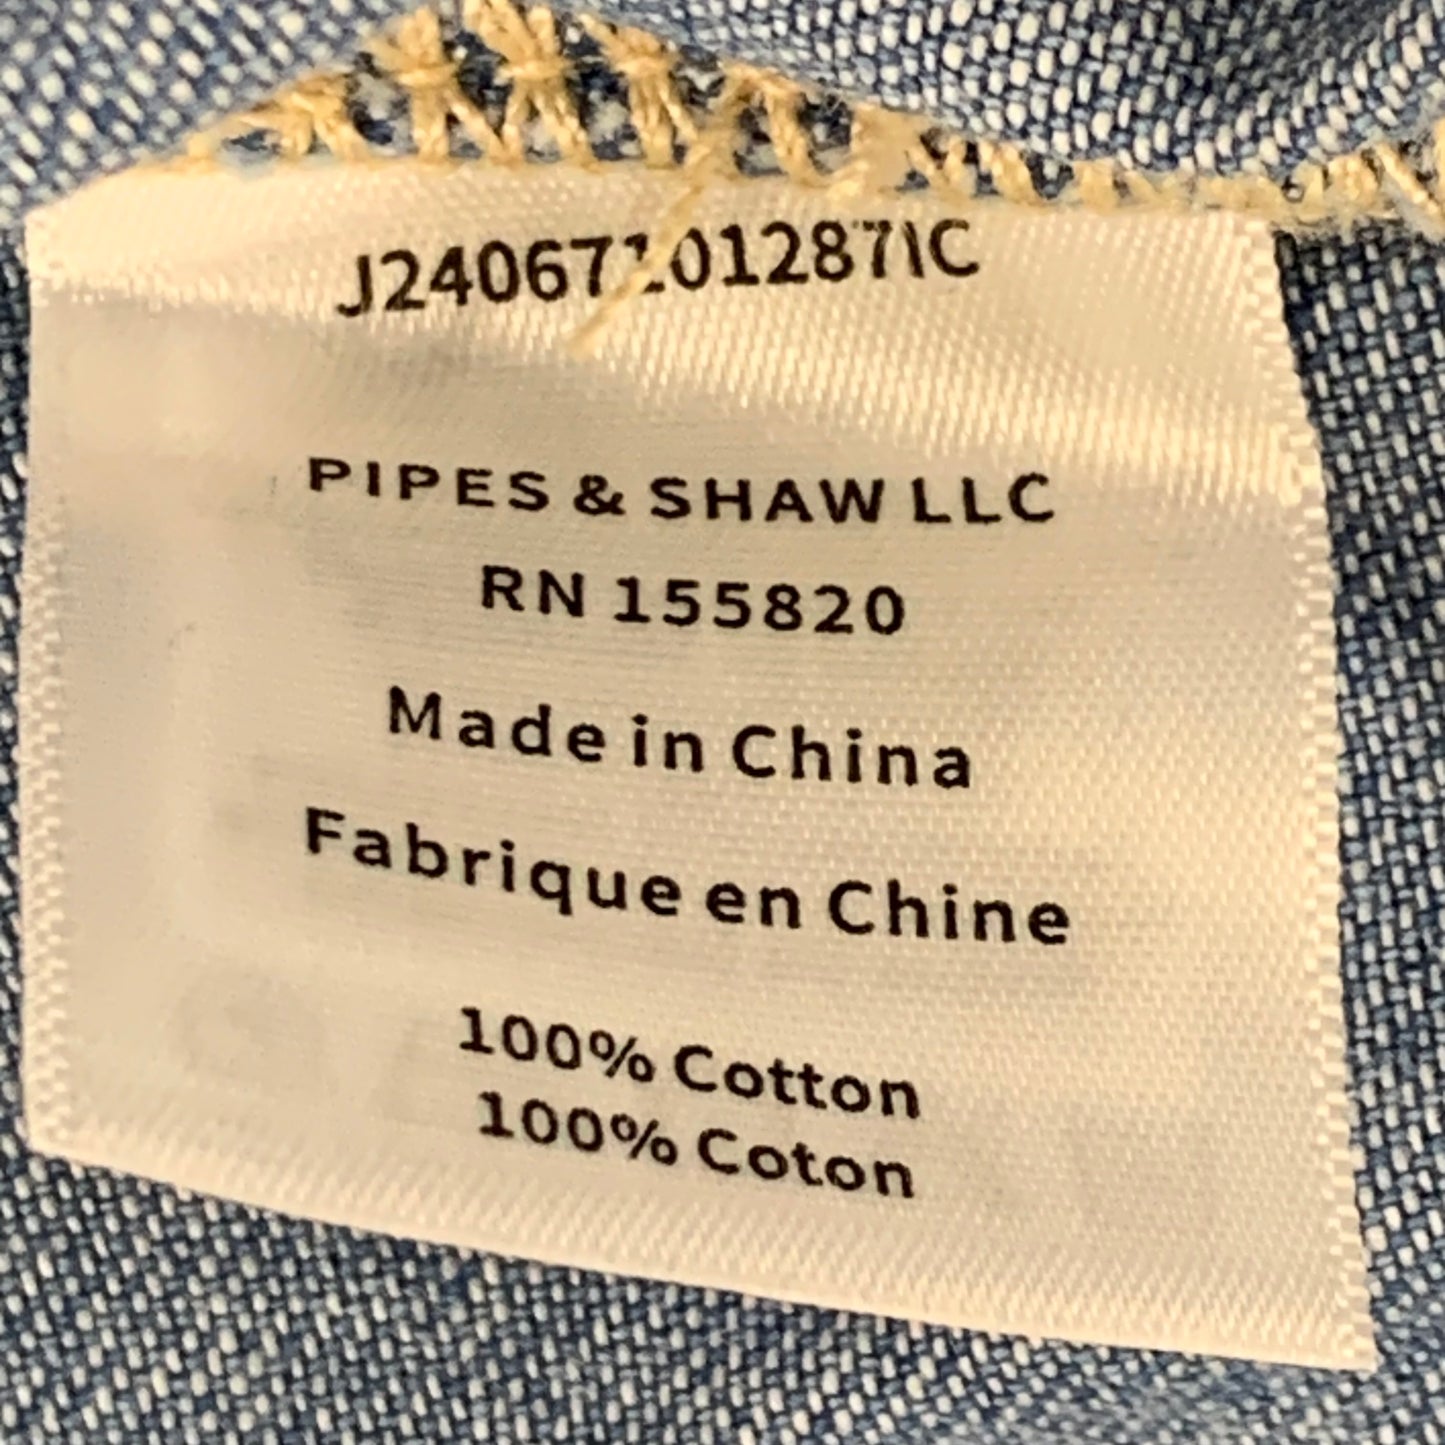 PIPES & SHAW LLC
RN 155820
Made in China
Fabrique en Chine
100% Cotton
100% Coton